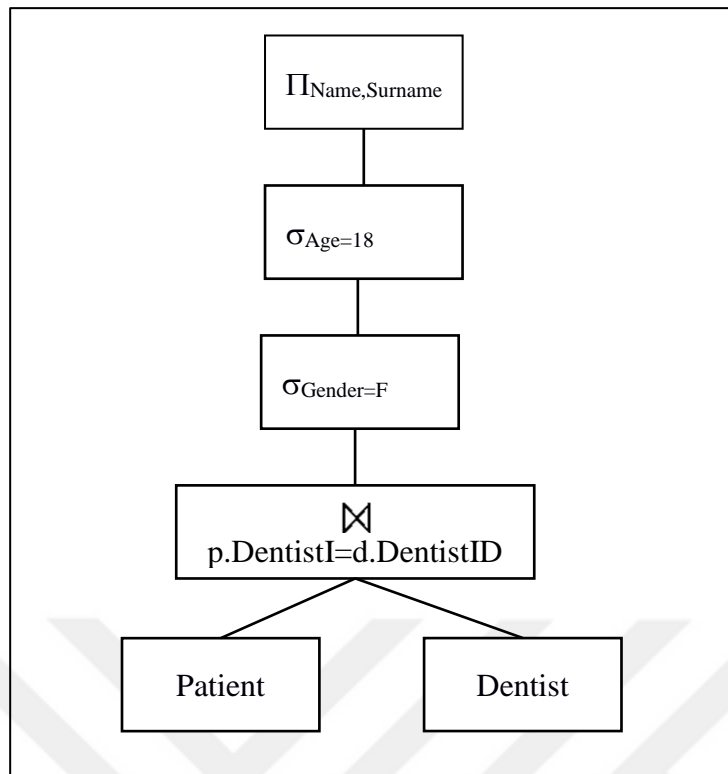 ΠName,Surname
σAge=18
σGender=F
⋈
p.DentistI=d.DentistID
Patient
Dentist